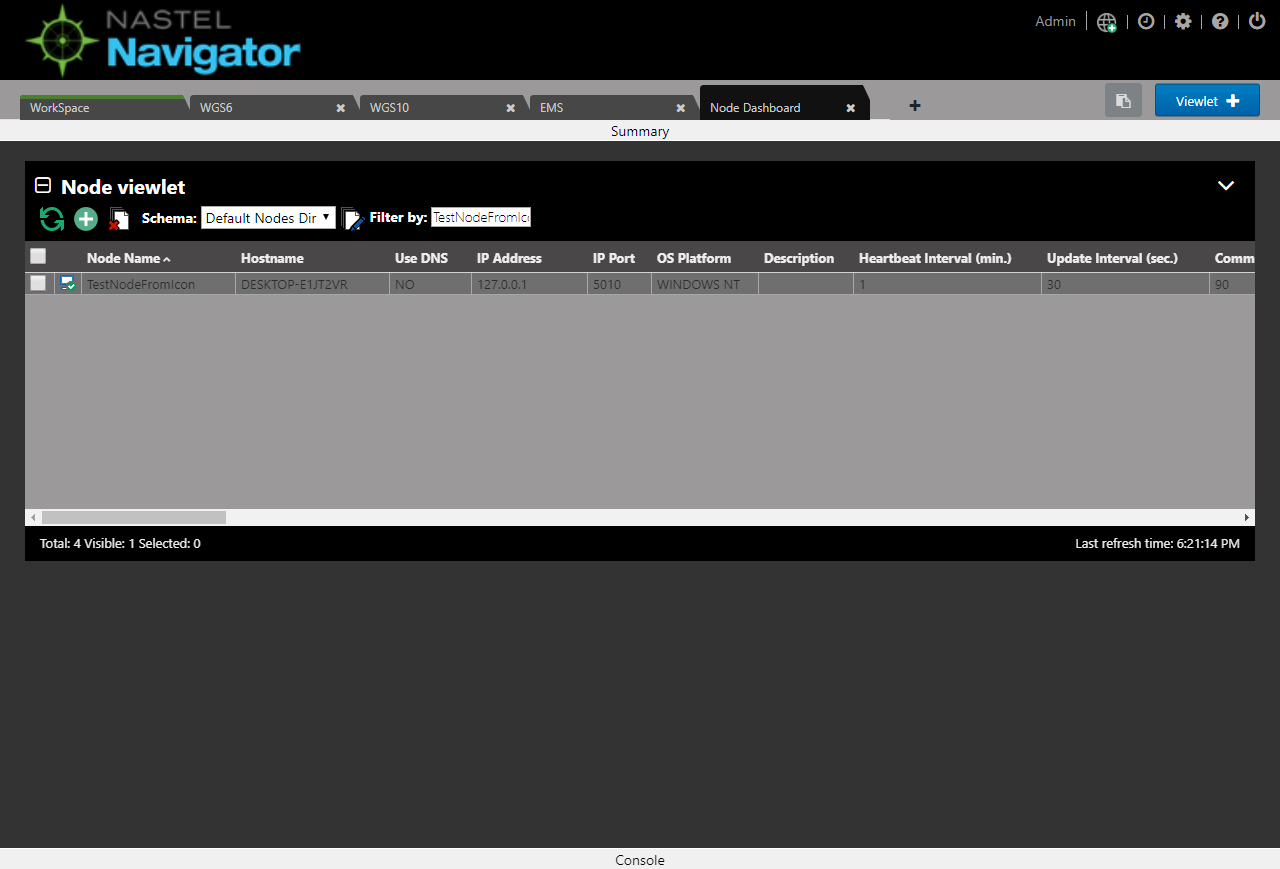 NASTEL
Navigator
Admin
WorkSpace WGS6 WGS10 EMS Node Dashboard
Viewlet
Summary
Node viewlet
Schema: Default Nodes Dir Filter by: TestNodeFromIc
Node Name Hostname Use DNS IP Address IP Port OS Platform Description Heartbeat Interval (min.) Update Interval (sec.) Comm
TestNodeFromIcon DESKTOP-E1JT2VR NO 127.0.0.1 5010 WINDOWS NT 1 30 90
Total: 4 Visible: 1 Selected: 0 Last refresh time: 6:21:14 PM
Console